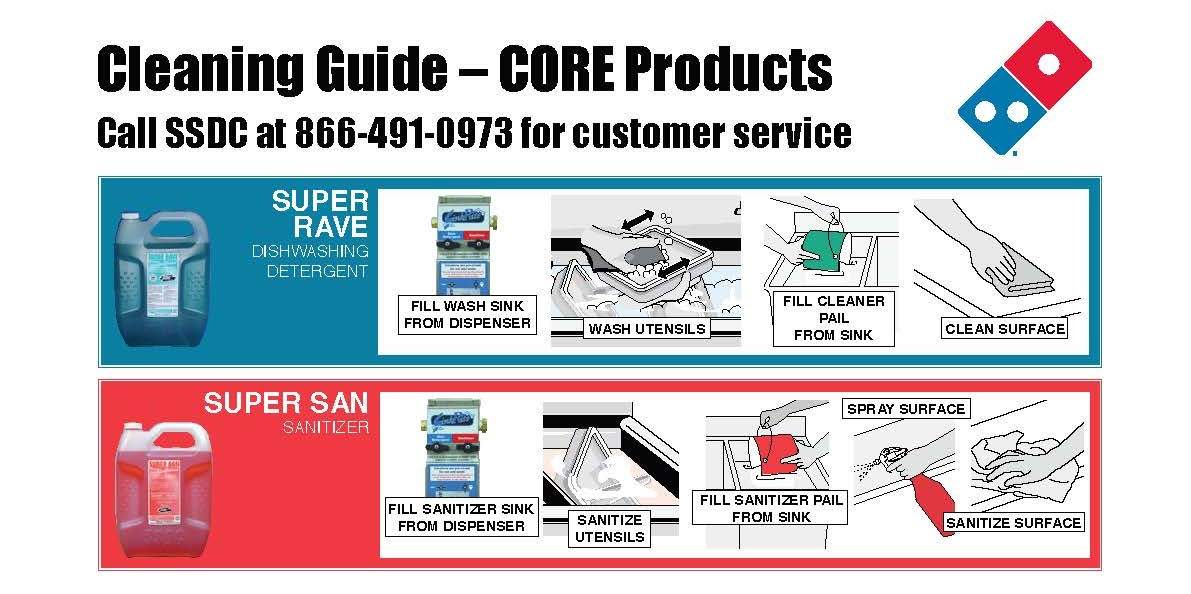 Cleaning Guide – CORE Products
Call SSDC at 866-491-0973 for customer service
SUPER
RAVE
DISHWASHING
DETERGENT
FILL WASH SINK
FROM DISPENSER
WASH UTENSILS
FILL CLEANER
PAIL
FROM SINK
CLEAN SURFACE
SUPER SAN
SANITIZER
FILL SANITIZER SINK
FROM DISPENSER
SANITIZE
UTENSILS
FILL SANITIZER PAIL
FROM SINK
SPRAY SURFACE
SANITIZE SURFACE